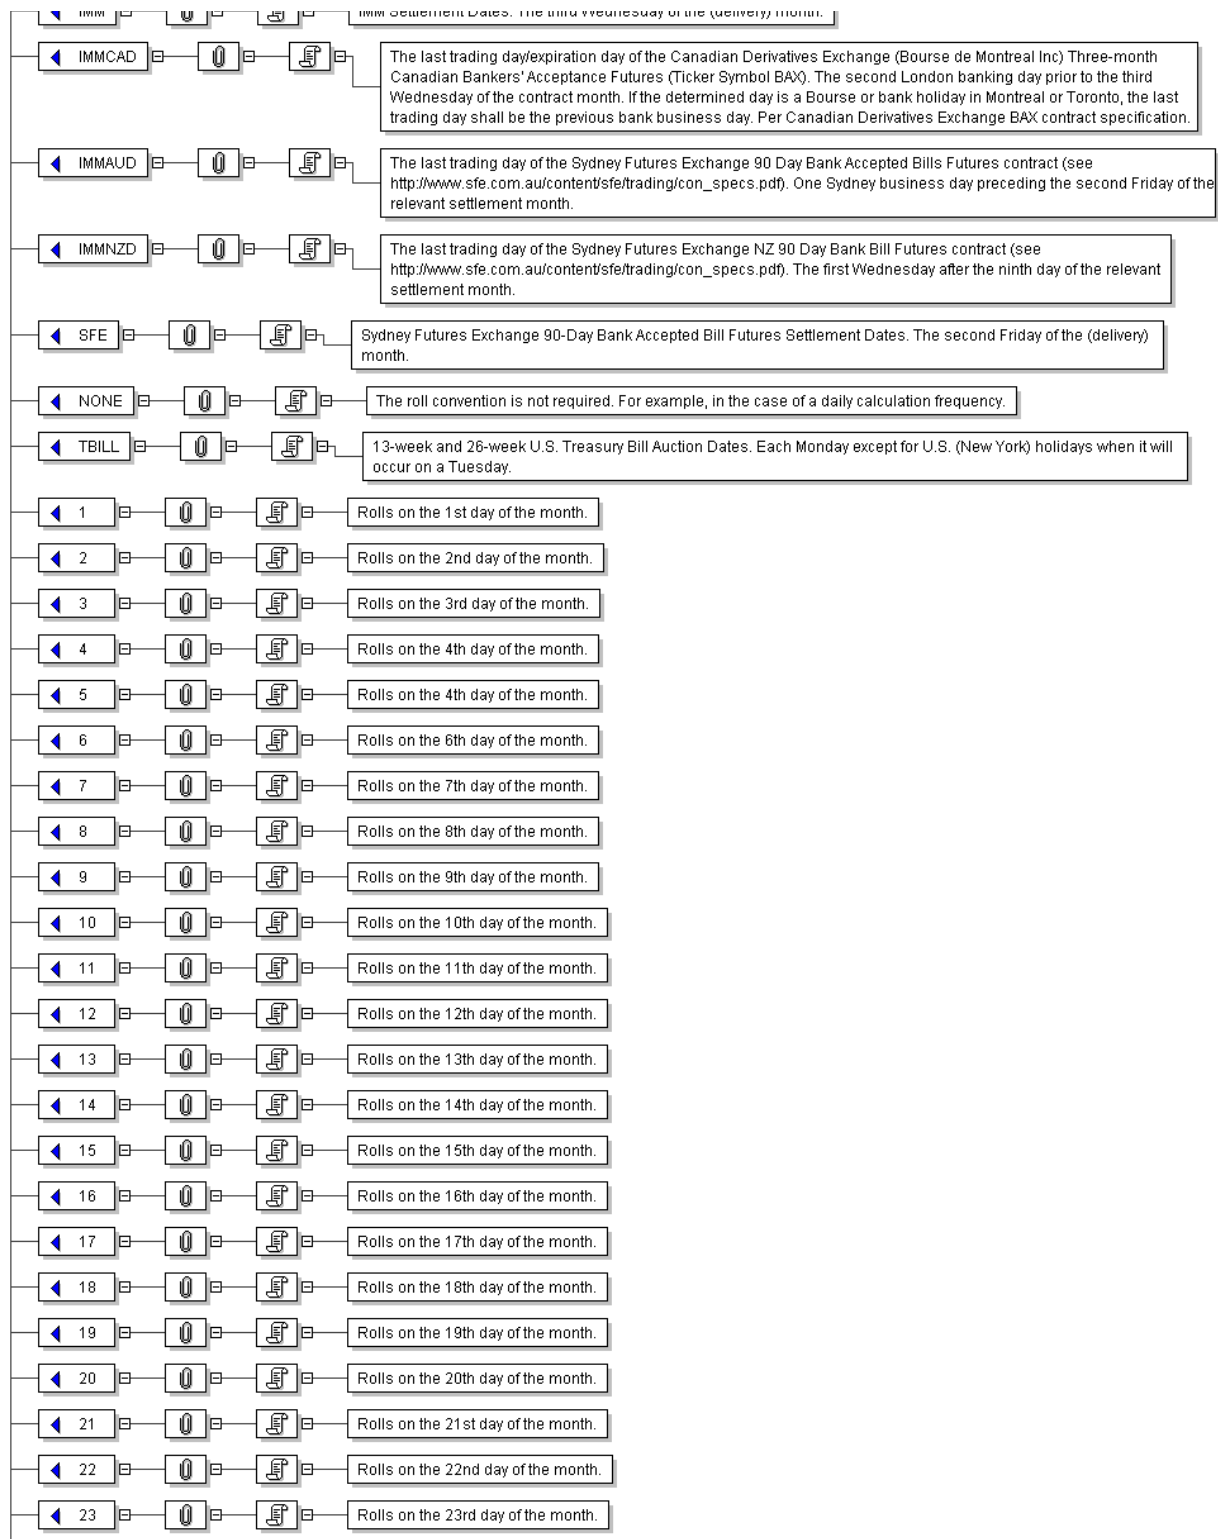 IMM IMM Settlement Dates. The third Wednesday of the (delivery) month.
IMMCAD The last trading day/expiration day of the Canadian Derivatives Exchange (Bourse de Montreal Inc) Three-month
Canadian Bankers' Acceptance Futures (Ticker Symbol BAX). The second London banking day prior to the third
Wednesday of the contract month. If the determined day is a Bourse or bank holiday in Montreal or Toronto, the last
trading day shall be the previous bank business day. Per Canadian Derivatives Exchange BAX contract specification.
IMMAUD The last trading day of the Sydney Futures Exchange 90 Day Bank Accepted Bills Futures contract (see
http://www.sfe.com.au/content/sfe/trading/con_specs.pdf). One Sydney business day preceding the second Friday of the
relevant settlement month.
IMMNZD The last trading day of the Sydney Futures Exchange NZ 90 Day Bank Bill Futures contract (see
http://www.sfe.com.au/content/sfe/trading/con_specs.pdf). The first Wednesday after the ninth day of the relevant
settlement month.
SFE Sydney Futures Exchange 90-Day Bank Accepted Bill Futures Settlement Dates. The second Friday of the (delivery)
month.
NONE The roll convention is not required. For example, in the case of a daily calculation frequency.
TBILL 13-week and 26-week U.S. Treasury Bill Auction Dates. Each Monday except for U.S. (New York) holidays when it will
occur on a Tuesday.
1 Rolls on the 1st day of the month.
2 Rolls on the 2nd day of the month.
3 Rolls on the 3rd day of the month.
4 Rolls on the 4th day of the month.
5 Rolls on the 4th day of the month.
6 Rolls on the 6th day of the month.
7 Rolls on the 7th day of the month.
8 Rolls on the 8th day of the month.
9 Rolls on the 9th day of the month.
10 Rolls on the 10th day of the month.
11 Rolls on the 11th day of the month.
12 Rolls on the 12th day of the month.
13 Rolls on the 13th day of the month.
14 Rolls on the 14th day of the month.
15 Rolls on the 15th day of the month.
16 Rolls on the 16th day of the month.
17 Rolls on the 17th day of the month.
18 Rolls on the 18th day of the month.
19 Rolls on the 19th day of the month.
20 Rolls on the 20th day of the month.
21 Rolls on the 21st day of the month.
22 Rolls on the 22nd day of the month.
23 Rolls on the 23rd day of the month.